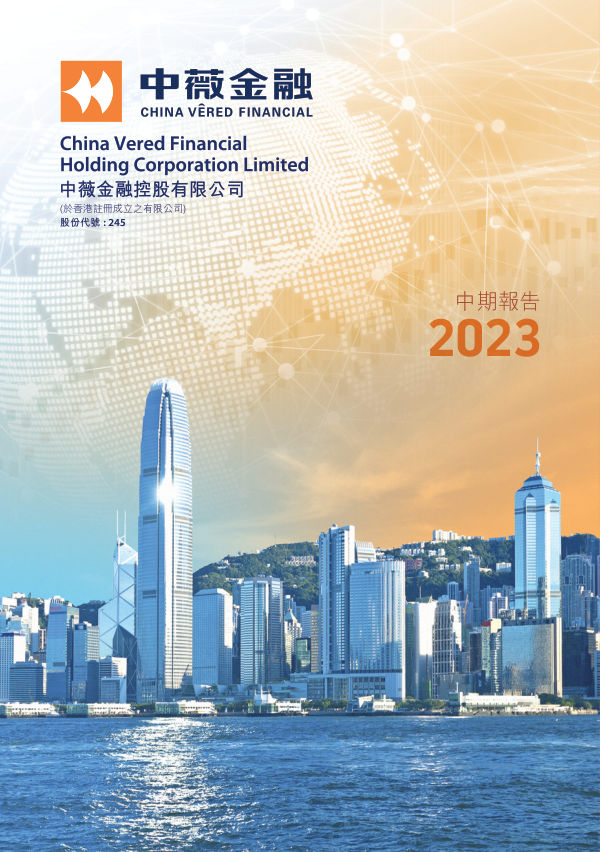 中薇金融
CHINA VÊRED FINANCIAL
China Vered Financial
Holding Corporation Limited
中薇金融控股有限公司
(於香港註冊成立之有限公司)
股份代號 : 245
中期報告
2023